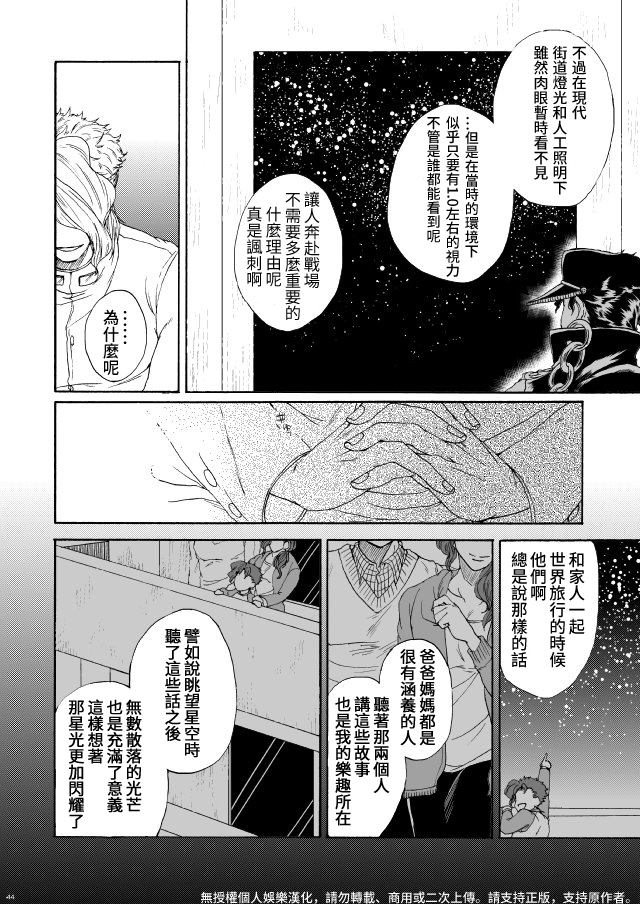 不過在現代
街道燈光和人工照明下
雖然肉眼暫時看不見
…但是在當時的環境下
似乎只要有1.0左右的視力
不管是誰都能看到呢
讓人奔赴戰場
不需要多麼重要的
什麼理由呢
真是諷刺啊
……
為什麼呢
和家人一起
世界旅行的時候
他們啊
總是說那樣的話
爸爸媽媽都是
很有涵養的人
聽著那兩個人
講這些故事
也是我的樂趣所在
譬如說眺望星空時
聽了這些話之後
無數散落的光芒
也是充滿了意義
這樣想著
那星光更加閃耀了
44
無授權個人娛樂漢化，請勿轉載、商用或二次上傳。請支持正版，支持原作者。